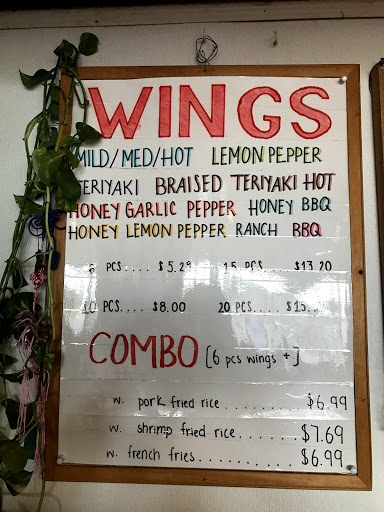 WINGS
MILD/MED/HOT LEMON PEPPER
TERIYAKI BRAISED TERIYAKI HOT
HONEY GARLIC PEPPER HONEY BBQ
HONEY LEMON PEPPER RANCH BBQ
6 PCS.... $5.29 15 PCS.... $13.20
10 PCS.... $8.00 20 PCS....
COMBO [6 pcs wings +]
w. pork fried rice.......... $6.99
w. shrimp fried rice....... $7.69
w. french fries............. $6.99